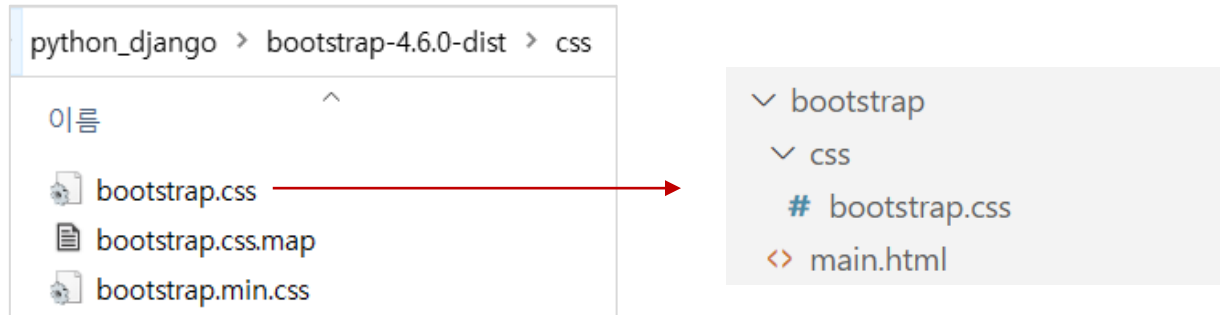 python_django > bootstrap-4.6.0-dist > css
이름
bootstrap.css
bootstrap.css.map
bootstrap.min.css
bootstrap
css
# bootstrap.css
<> main.html